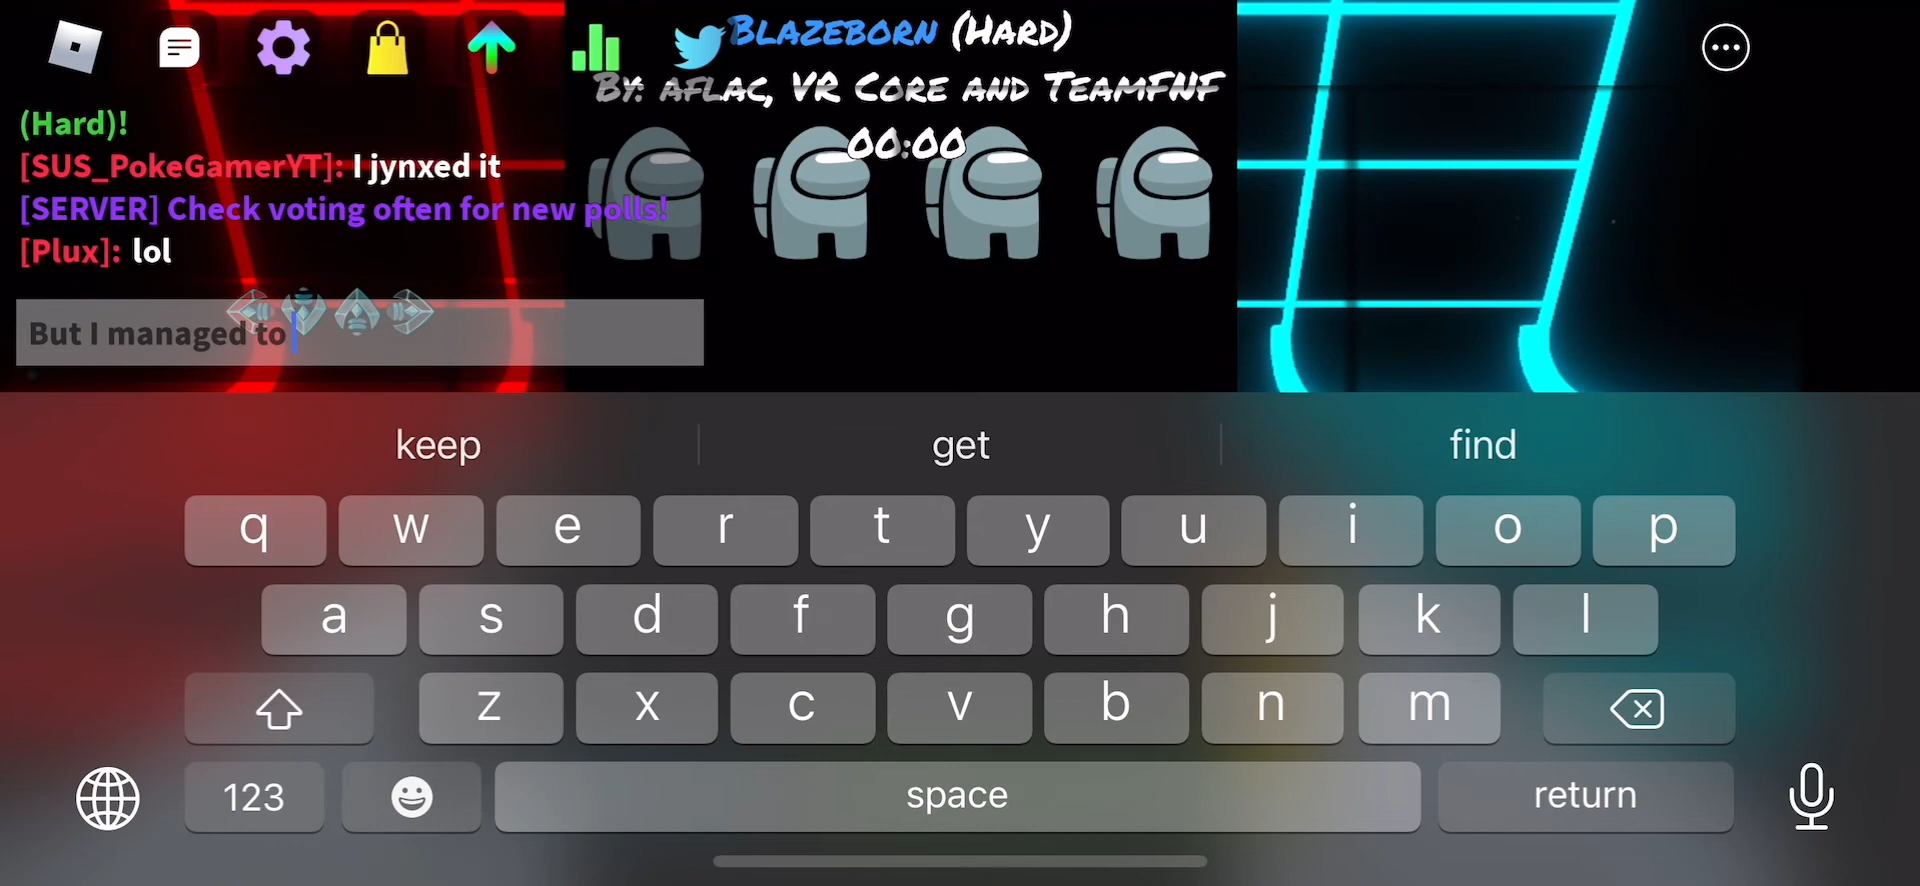 BLAZEBORN (HARD)
BY: AFLAC, VR CORE AND TEAMFNF
00:00
(Hard)!
[SUS_PokeGamerYT]: I jynxed it
[SERVER] Check voting often for new polls!
[Plux]: lol
But I managed to
keep get find
q w e r t y u i o p
a s d f g h j k l
z x c v b n m
123 space return